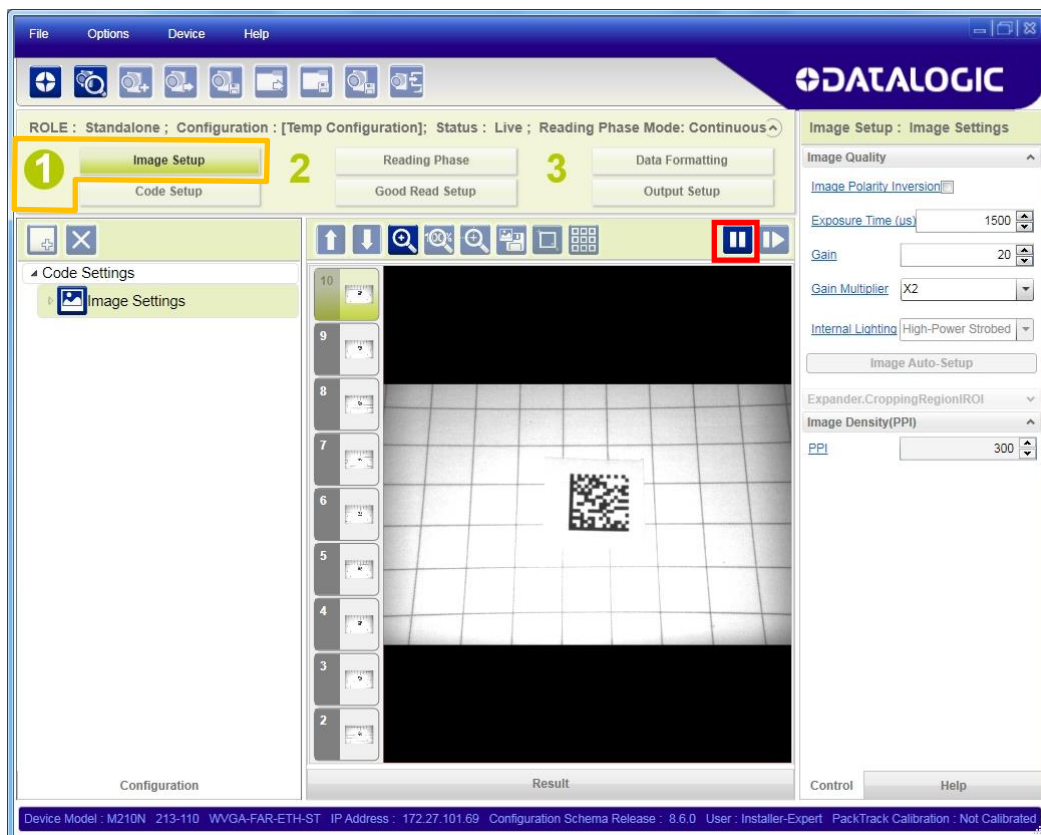 File Options Device Help
DATALOGIC
ROLE : Standalone ; Configuration : [Temp Configuration]; Status : Live ; Reading Phase Mode: Continuous
1 Image Setup
Code Setup
2 Reading Phase
Good Read Setup
3 Data Formatting
Output Setup
Code Settings
Image Settings
100%
10
9
8
7
6
5
4
3
2
Configuration
Result
Image Setup : Image Settings
Image Quality
Image Polarity Inversion
Exposure Time (µs) 1500
Gain 20
Gain Multiplier X2
Internal Lighting High-Power Strobed
Image Auto-Setup
Expander.CroppingRegionIROI
Image Density(PPI)
PPI 300
Control Help
Device Model : M210N 213-110 WVGA-FAR-ETH-ST IP Address : 172.27.101.69 Configuration Schema Release : 8.6.0 User : Installer-Expert PackTrack Calibration : Not Calibrated